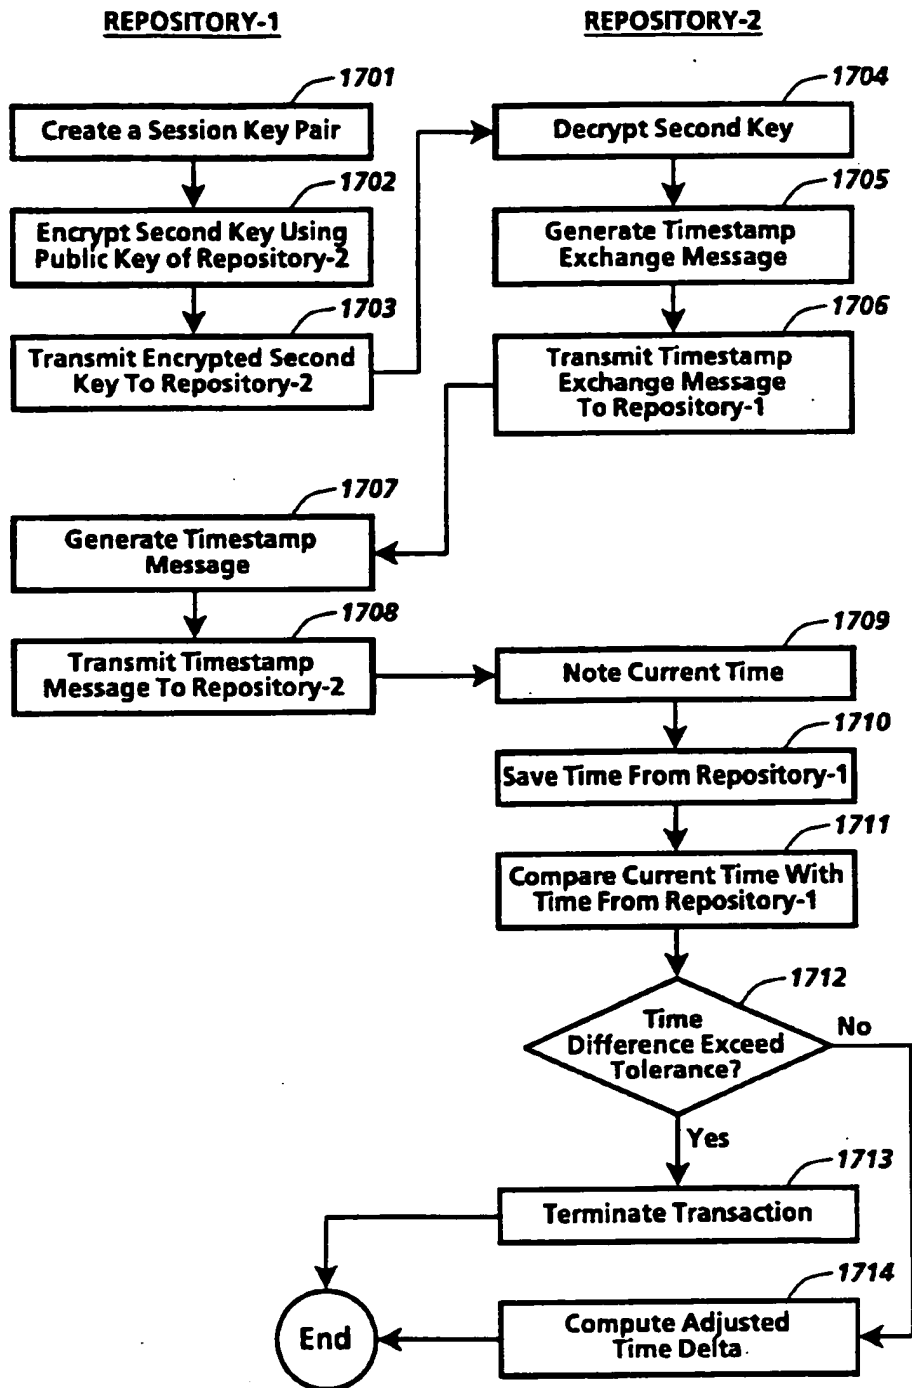 REPOSITORY-1
REPOSITORY-2
1701
Create a Session Key Pair
1702
Encrypt Second Key Using
Public Key of Repository-2
1703
Transmit Encrypted Second
Key To Repository-2
1704
Decrypt Second Key
1705
Generate Timestamp
Exchange Message
1706
Transmit Timestamp
Exchange Message
To Repository-1
1707
Generate Timestamp
Message
1708
Transmit Timestamp
Message To Repository-2
1709
Note Current Time
1710
Save Time From Repository-1
1711
Compare Current Time With
Time From Repository-1
1712
Time
Difference Exceed
Tolerance?
No
Yes
1713
Terminate Transaction
1714
Compute Adjusted
Time Delta
End